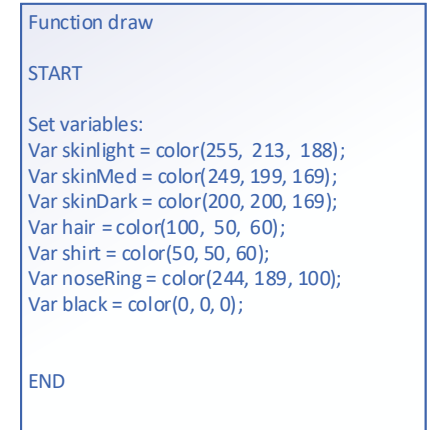 Function draw
START
Set variables:
Var skinlight = color(255, 213, 188);
Var skinMed = color(249, 199, 169);
Var skinDark = color(200, 200, 169);
Var hair = color(100, 50, 60);
Var shirt = color(50, 50, 60);
Var noseRing = color(244, 189, 100);
Var black = color(0, 0, 0);
END